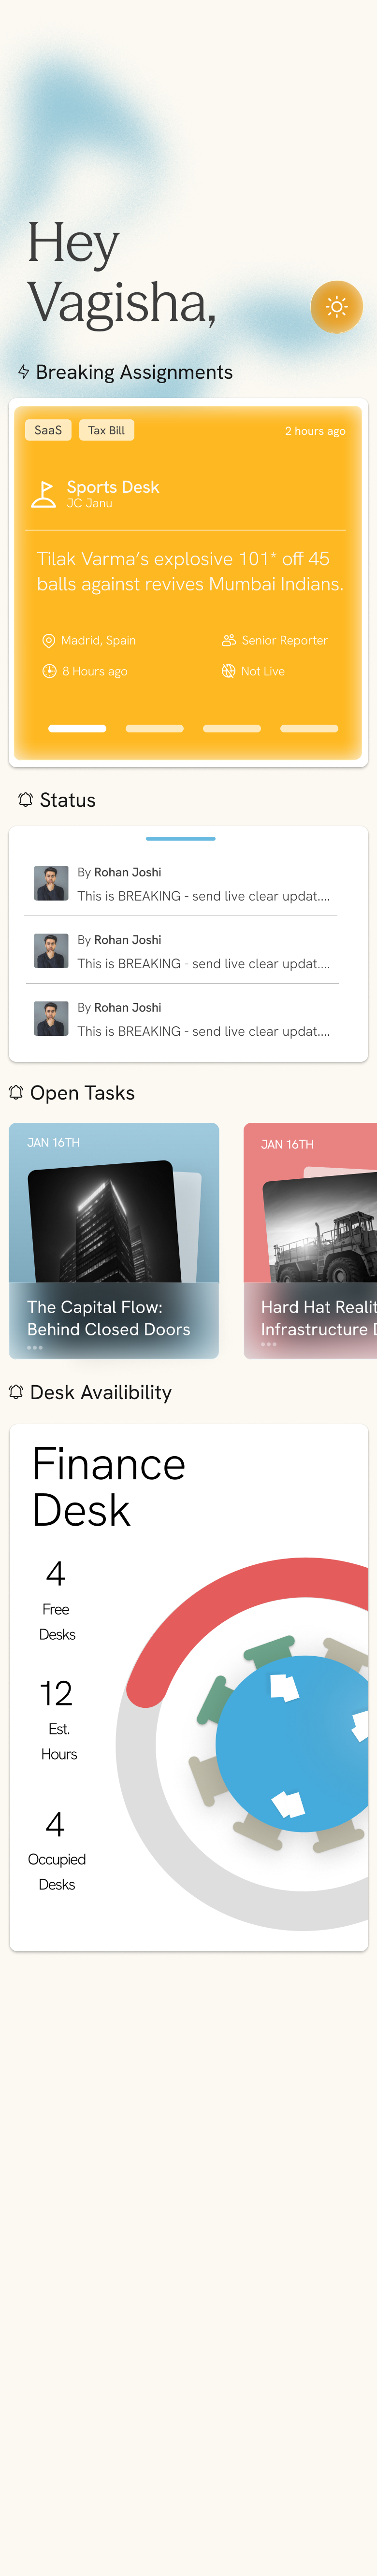 Hey
Vagisha,
Breaking Assignments
SaaS
Tax Bill
2 hours ago
Sports Desk
JC Janu
Tilak Varma’s explosive 101* off 45
balls against revives Mumbai Indians.
Madrid, Spain
Senior Reporter
8 Hours ago
Not Live
Status
By Rohan Joshi
This is BREAKING - send live clear updat....
By Rohan Joshi
This is BREAKING - send live clear updat....
By Rohan Joshi
This is BREAKING - send live clear updat....
Open Tasks
JAN 16TH
The Capital Flow:
Behind Closed Doors
JAN 16TH
Hard Hat Realit
Infrastructure D
Desk Availibility
Finance
Desk
4
Free
Desks
12
Est.
Hours
4
Occupied
Desks